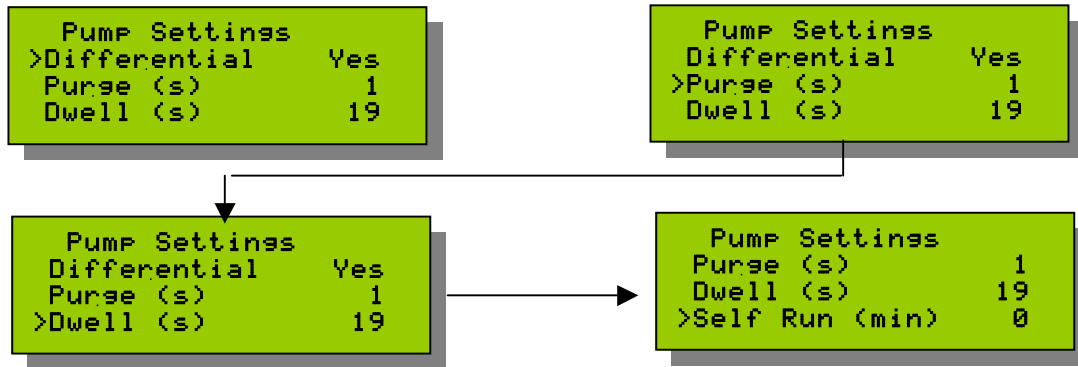 Pump Settings
>Differential Yes
Purge (s) 1
Dwell (s) 19
Pump Settings
Differential Yes
>Purge (s) 1
Dwell (s) 19
Pump Settings
Differential Yes
Purge (s) 1
>Dwell (s) 19
Pump Settings
Purge (s) 1
Dwell (s) 19
>Self Run (min) 0